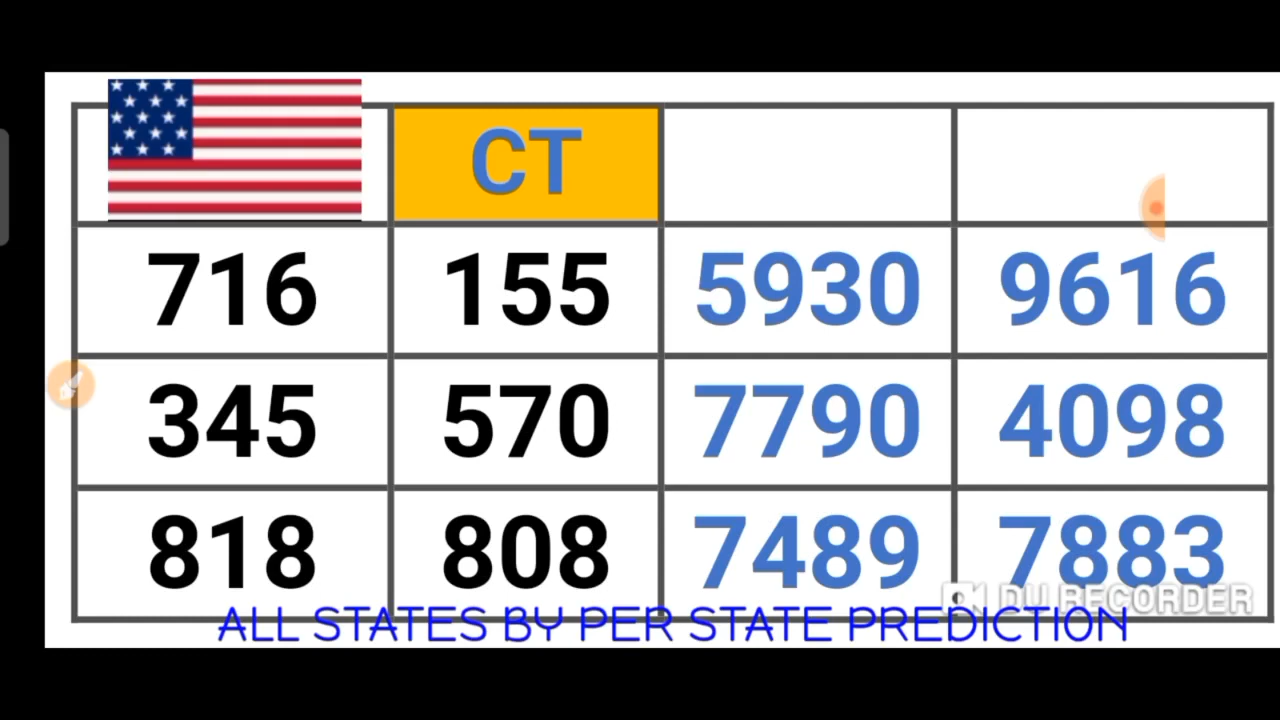 CT
716 155 5930 9616
345 570 7790 4098
818 808 7489 7883
DU RECORDER
ALL STATES BY PER STATE PREDICTION